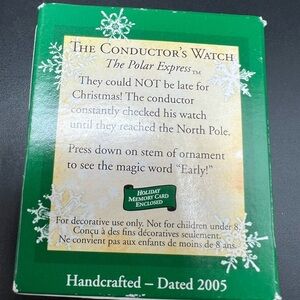 THE CONDUCTOR'S WATCH
The Polar Express™
They could NOT be late for
Christmas! The conductor
constantly checked his watch
until they reached the North Pole.
Press down on stem of ornament
to see the magic word "Early!"
HOLIDAY
MEMORY CARD
ENCLOSED
For decorative use only. Not for children under 8.
Conçu à des fins décoratives seulement.
Ne convient pas aux enfants de moins de 8 ans.
Handcrafted – Dated 2005